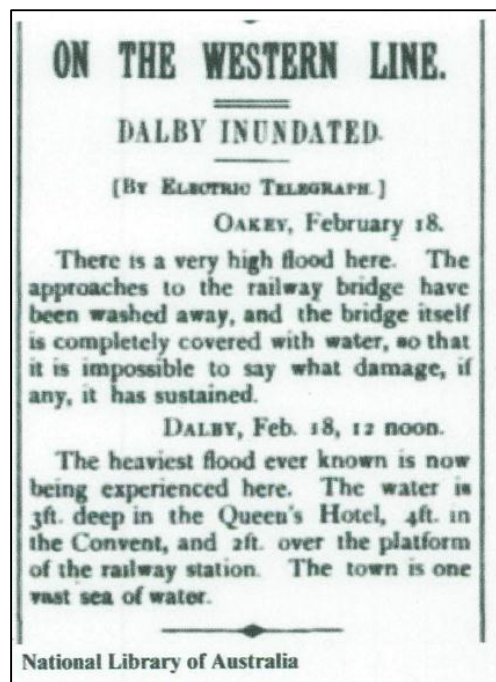 ON THE WESTERN LINE.
DALBY INUNDATED.
[BY ELECTRIC TELEGRAPH.]
OAKEY, February 18.
There is a very high flood here. The
approaches to the railway bridge have
been washed away, and the bridge itself
is completely covered with water, so that
it is impossible to say what damage, if
any, it has sustained.
DALBY, Feb. 18, 12 noon.
The heaviest flood ever known is now
being experienced here. The water is
3ft. deep in the Queen's Hotel, 4ft. in
the Convent, and 2ft. over the platform
of the railway station. The town is one
vast sea of water.
National Library of Australia